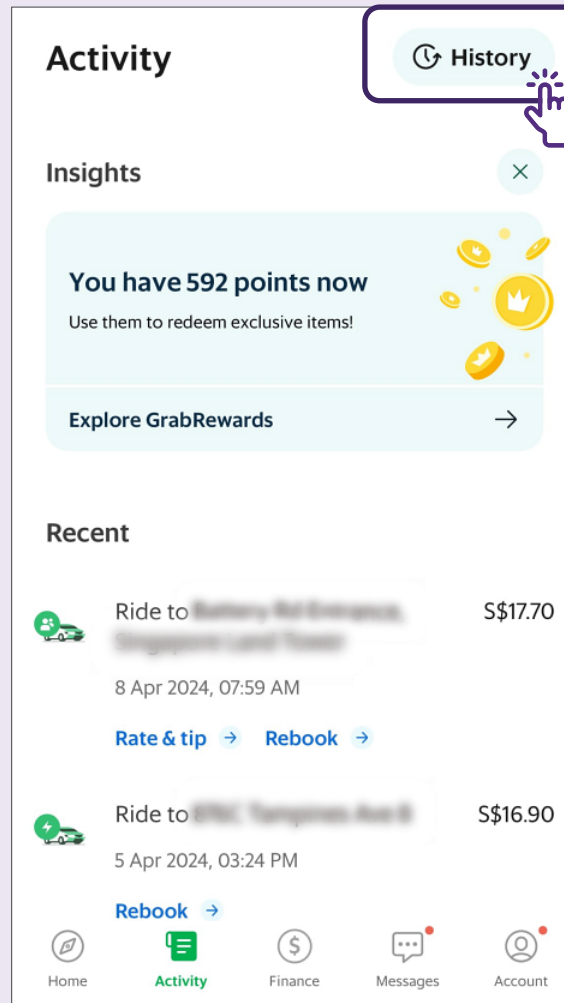 Activity
History
Insights
You have 592 points now
Use them to redeem exclusive items!
Explore GrabRewards
Recent
Ride to
S$17.70
8 Apr 2024, 07:59 AM
Rate & tip
Rebook
Ride to
S$16.90
5 Apr 2024, 03:24 PM
Rebook
Home
Activity
Finance
Messages
Account